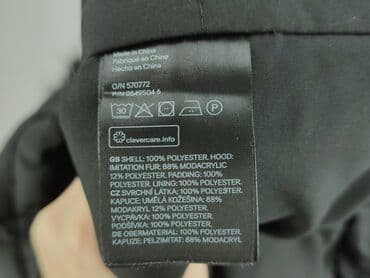 Made in China
Fabriqué en Chine
Hecho en China
O/N 570772
P/N 0849504 6
30
P
clevercare.info
GB SHELL: 100% POLYESTER. HOOD:
IMITATION FUR: 88% MODACRYLIC
12% POLYESTER. PADDING: 100%
POLYESTER. LINING: 100% POLYESTER.
CZ SVRCHNÍ LÁTKA: 100% POLYESTER.
KAPUCE: UMĚLÁ KOŽEŠINA: 88%
MODAKRYL 12% POLYESTER.
VYCPÁVKA: 100% POLYESTER.
PODŠÍVKA: 100% POLYESTER.
DE OBERMATERIAL: 100% POLYESTER.
KAPUZE: PELZIMITAT: 88% MODACRYL